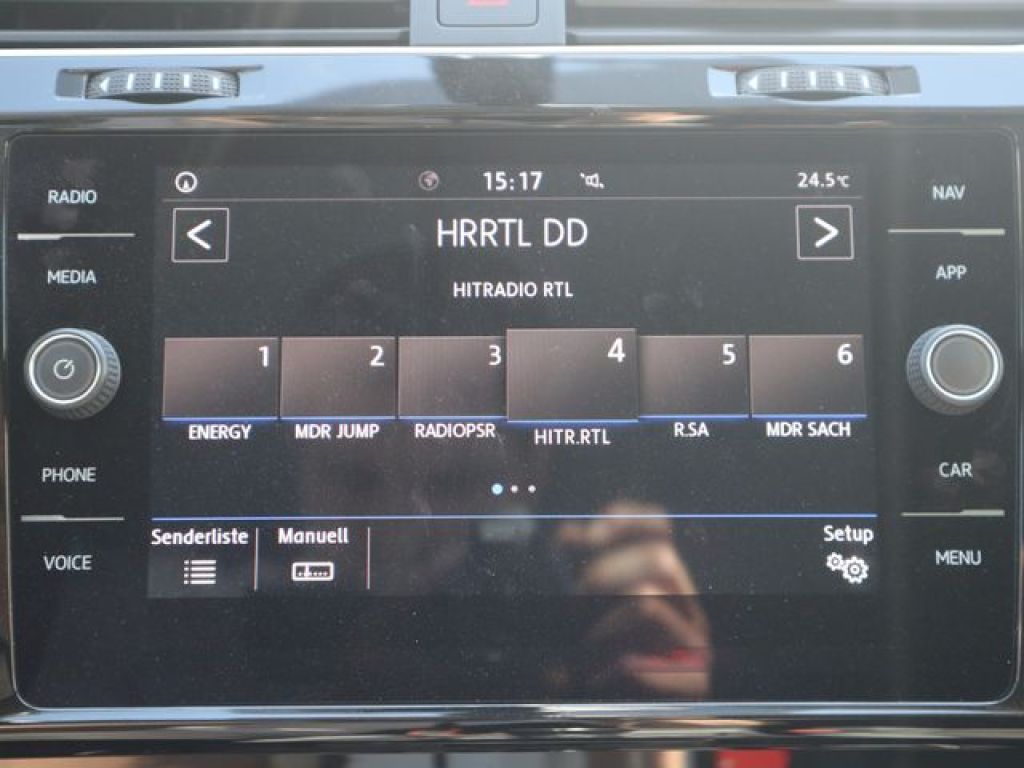 15:17 24.5°C
RADIO
NAV
< HRRTL DD >
MEDIA
APP
HITRADIO RTL
1 2 3 4 5 6
ENERGY MDR JUMP RADIOPSR HITR.RTL R.SA MDR SACH
PHONE
CAR
Senderliste Manuell Setup
VOICE
MENU